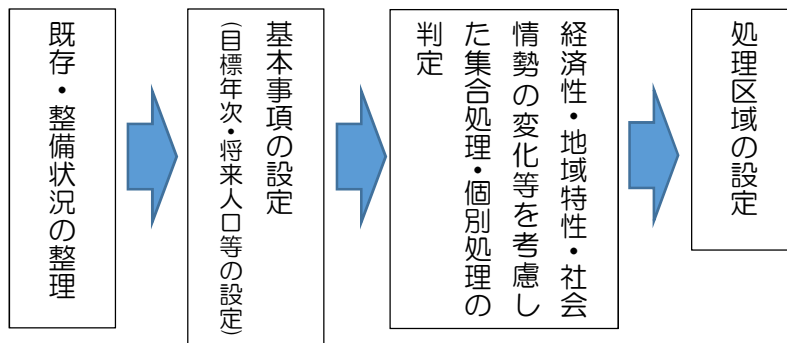 既存・整備状況の整理
基本事項の設定
（目標年次・将来人口等の設定）
経済性・地域特性・社会
情勢の変化等を考慮し
た集合処理・個別処理の
判定
処理区域の設定